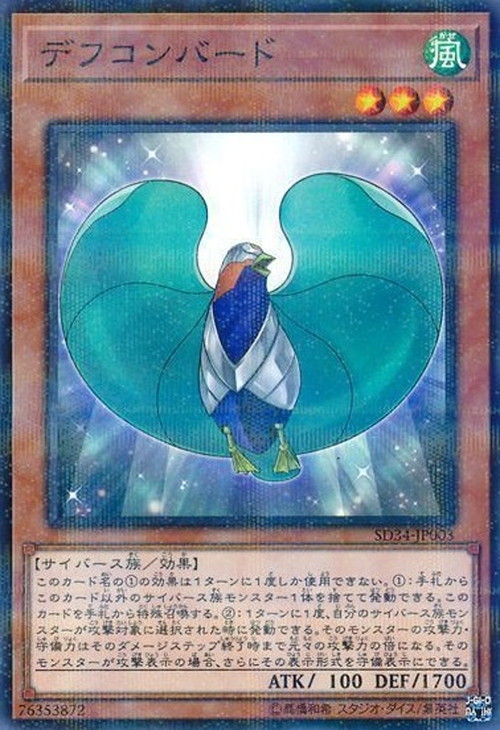 デフコンバード
風
SD34-JP003
【サイバース族／効果】
このカード名の①の効果は１ターンに１度しか使用できない。①：手札から
このカード以外のサイバース族モンスター１体を捨てて発動できる。この
カードを手札から特殊召喚する。②：１ターンに１度、自分のサイバース族モン
スターが攻撃対象に選択された時に発動できる。そのモンスターの攻撃力・
守備力はそのダメージステップ終了時まで元々の攻撃力の倍になる。そのモ
ンスターが攻撃表示の場合、さらにその表示形式を守備表示にできる。
ATK/ 100 DEF/1700
76353872
©高橋和希 スタジオ・ダイス/集英社